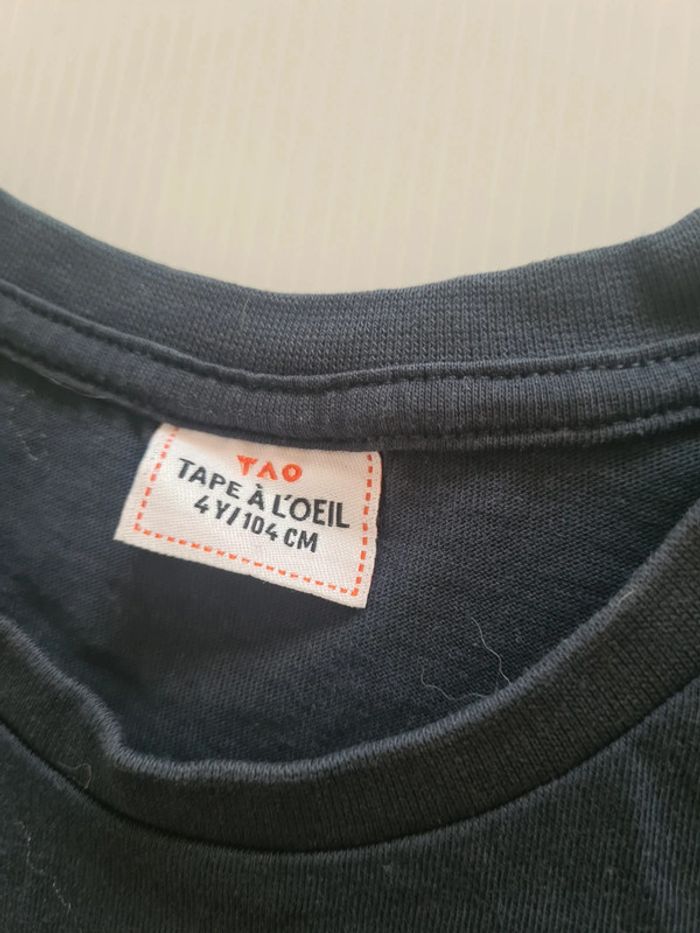 TAO
TAPE À L'OEIL
4Y/104 CM